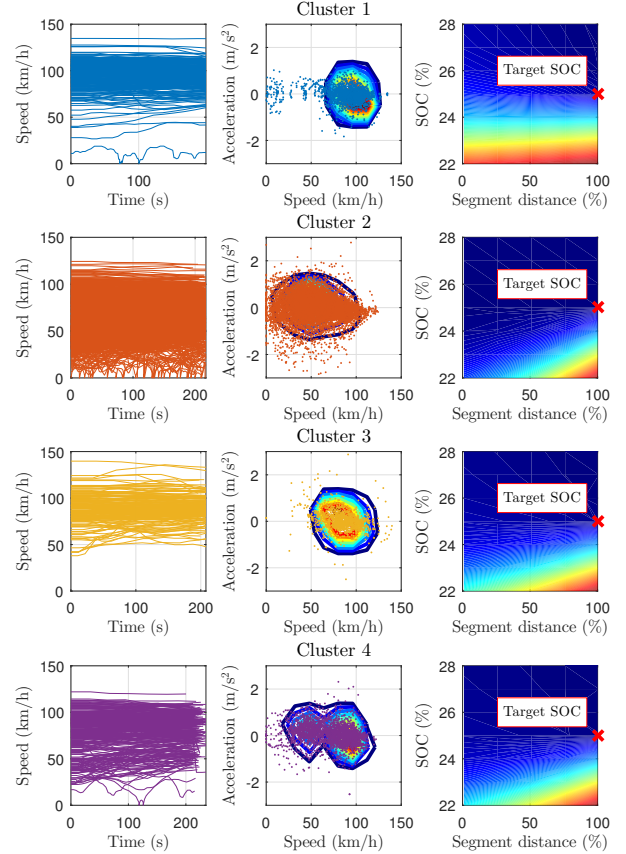 Cluster 1
150
100
50
0
Speed (km/h)
100
Time (s)
2
0
-2
Acceleration (m/s²)
0
50
100
150
Speed (km/h)
28
26
24
22
SOC (%)
Target SOC
0
50
100
Segment distance (%)
Cluster 2
150
100
50
0
Speed (km/h)
0
100
200
Time (s)
2
0
-2
Acceleration (m/s²)
0
50
100
150
Speed (km/h)
28
26
24
22
SOC (%)
Target SOC
0
50
100
Segment distance (%)
Cluster 3
150
100
50
0
Speed (km/h)
0
100
200
Time (s)
2
0
-2
Acceleration (m/s²)
0
50
100
150
Speed (km/h)
28
26
24
22
SOC (%)
Target SOC
0
50
100
Segment distance (%)
Cluster 4
150
100
50
0
Speed (km/h)
0
100
200
Time (s)
2
0
-2
Acceleration (m/s²)
0
50
100
150
Speed (km/h)
28
26
24
22
SOC (%)
Target SOC
0
50
100
Segment distance (%)